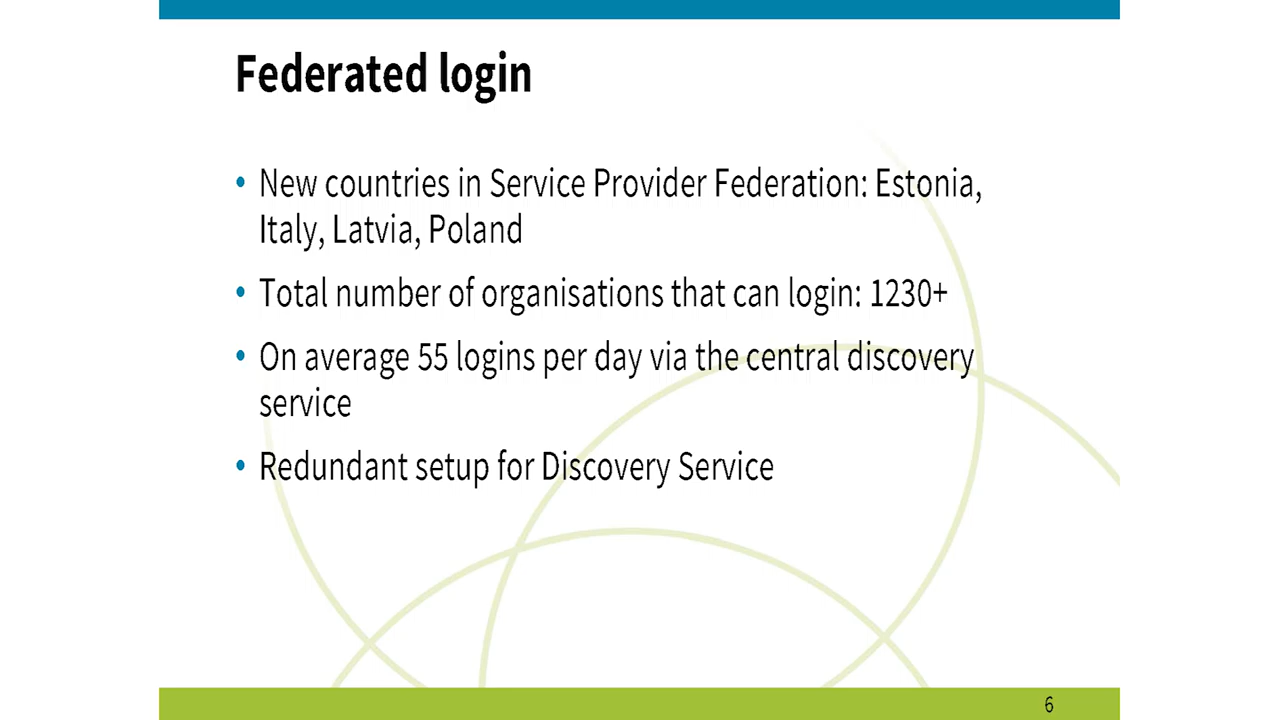 Federated login
• New countries in Service Provider Federation: Estonia,
Italy, Latvia, Poland
• Total number of organisations that can login: 1230+
• On average 55 logins per day via the central discovery
service
• Redundant setup for Discovery Service
6